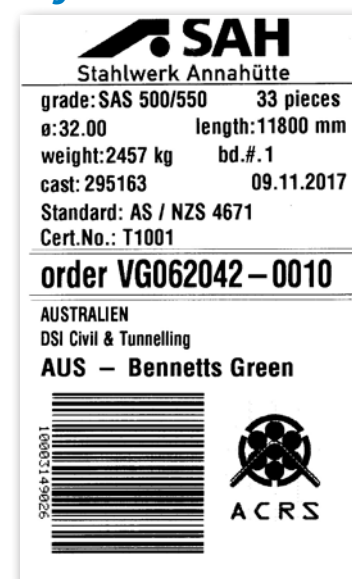 SAH
Stahlwerk Annahütte
grade: SAS 500/550 33 pieces
ø:32.00 length:11800 mm
weight:2457 kg bd.#.1
cast: 295163 09.11.2017
Standard: AS / NZS 4671
Cert.No.: T1001
order VG062042–0010
AUSTRALIEN
DSI Civil & Tunnelling
AUS – Bennetts Green
10003149026
ACRS